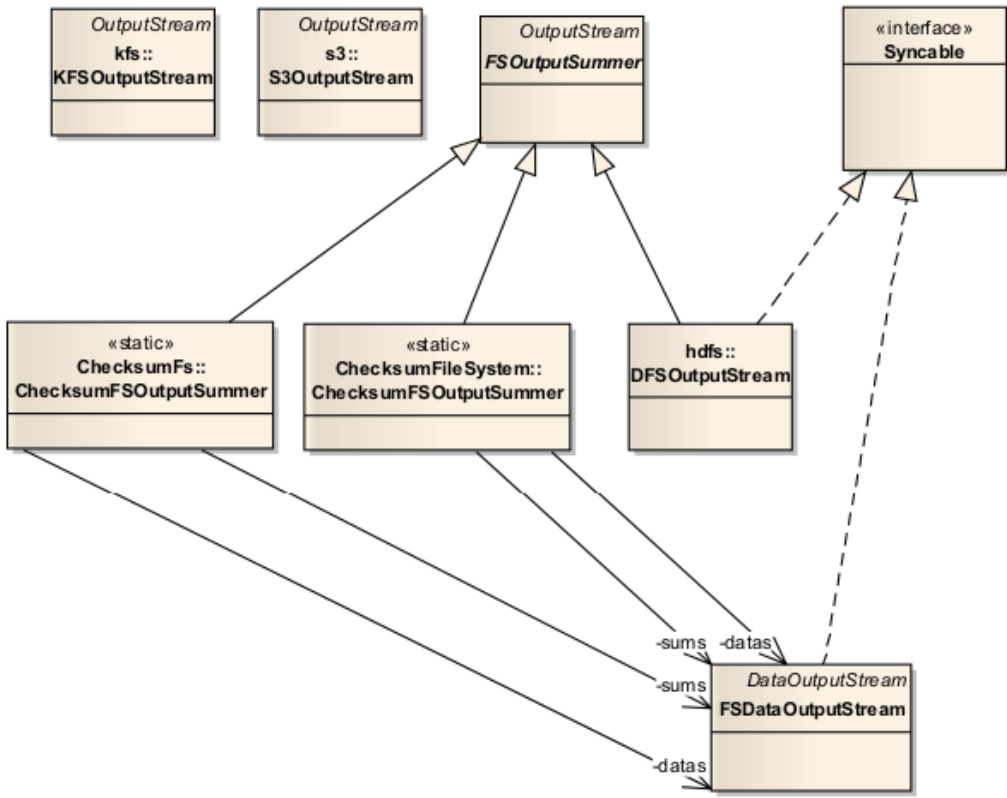 OutputStream
kfs::
KFSOutputStream
OutputStream
s3::
S3OutputStream
OutputStream
FSOutputSummer
«interface»
Syncable
«static»
ChecksumFs::
ChecksumFSOutputSummer
«static»
ChecksumFileSystem::
ChecksumFSOutputSummer
hdfs::
DFSOutputStream
-sums
-datas
-sums
-datas
DataOutputStream
FSDataOutputStream